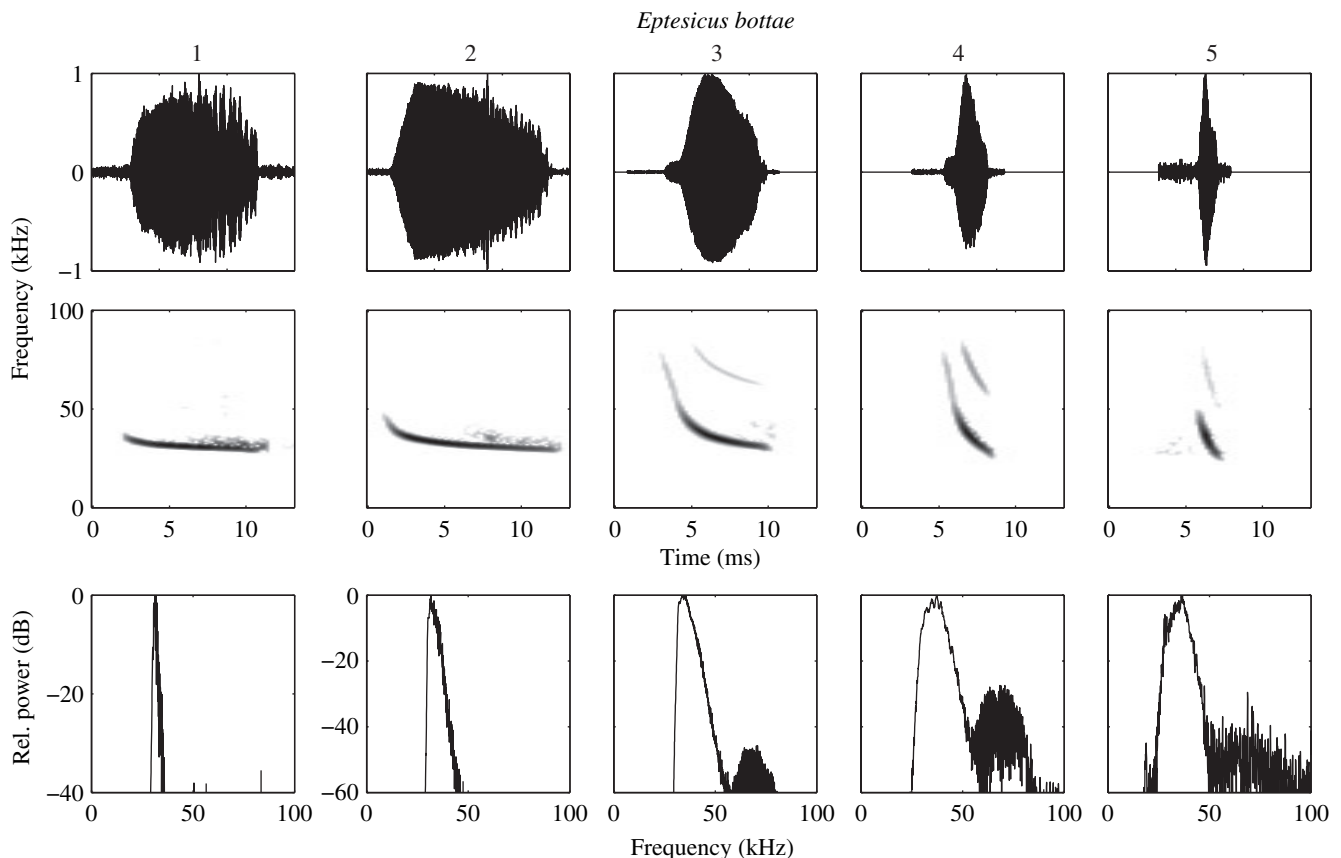 Eptesicus bottae
1 2 3 4 5
1
0
−1
Frequency (kHz)
100
50
0
0 5 10 0 5 10 0 5 10 0 5 10 0 5 10
Time (ms)
Rel. power (dB)
0
−20
−40
0
−20
−40
−60
0 50 100 0 50 100 0 50 100 0 50 100 0 50 100
Frequency (kHz)